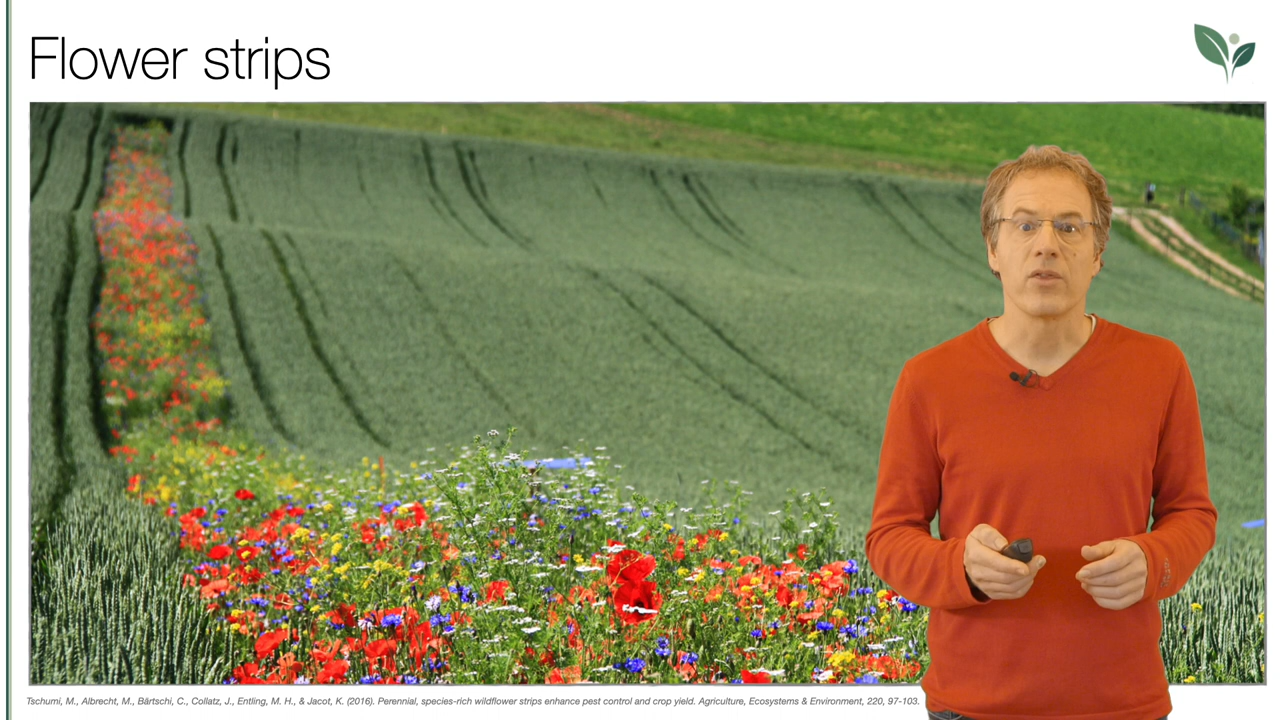 Flower strips
Tschumi, M., Albrecht, M., Bärtschi, C., Collatz, J., Entling, M. H., & Jacot, K. (2016). Perennial, species-rich wildflower strips enhance pest control and crop yield. Agriculture, Ecosystems & Environment, 220, 97-103.